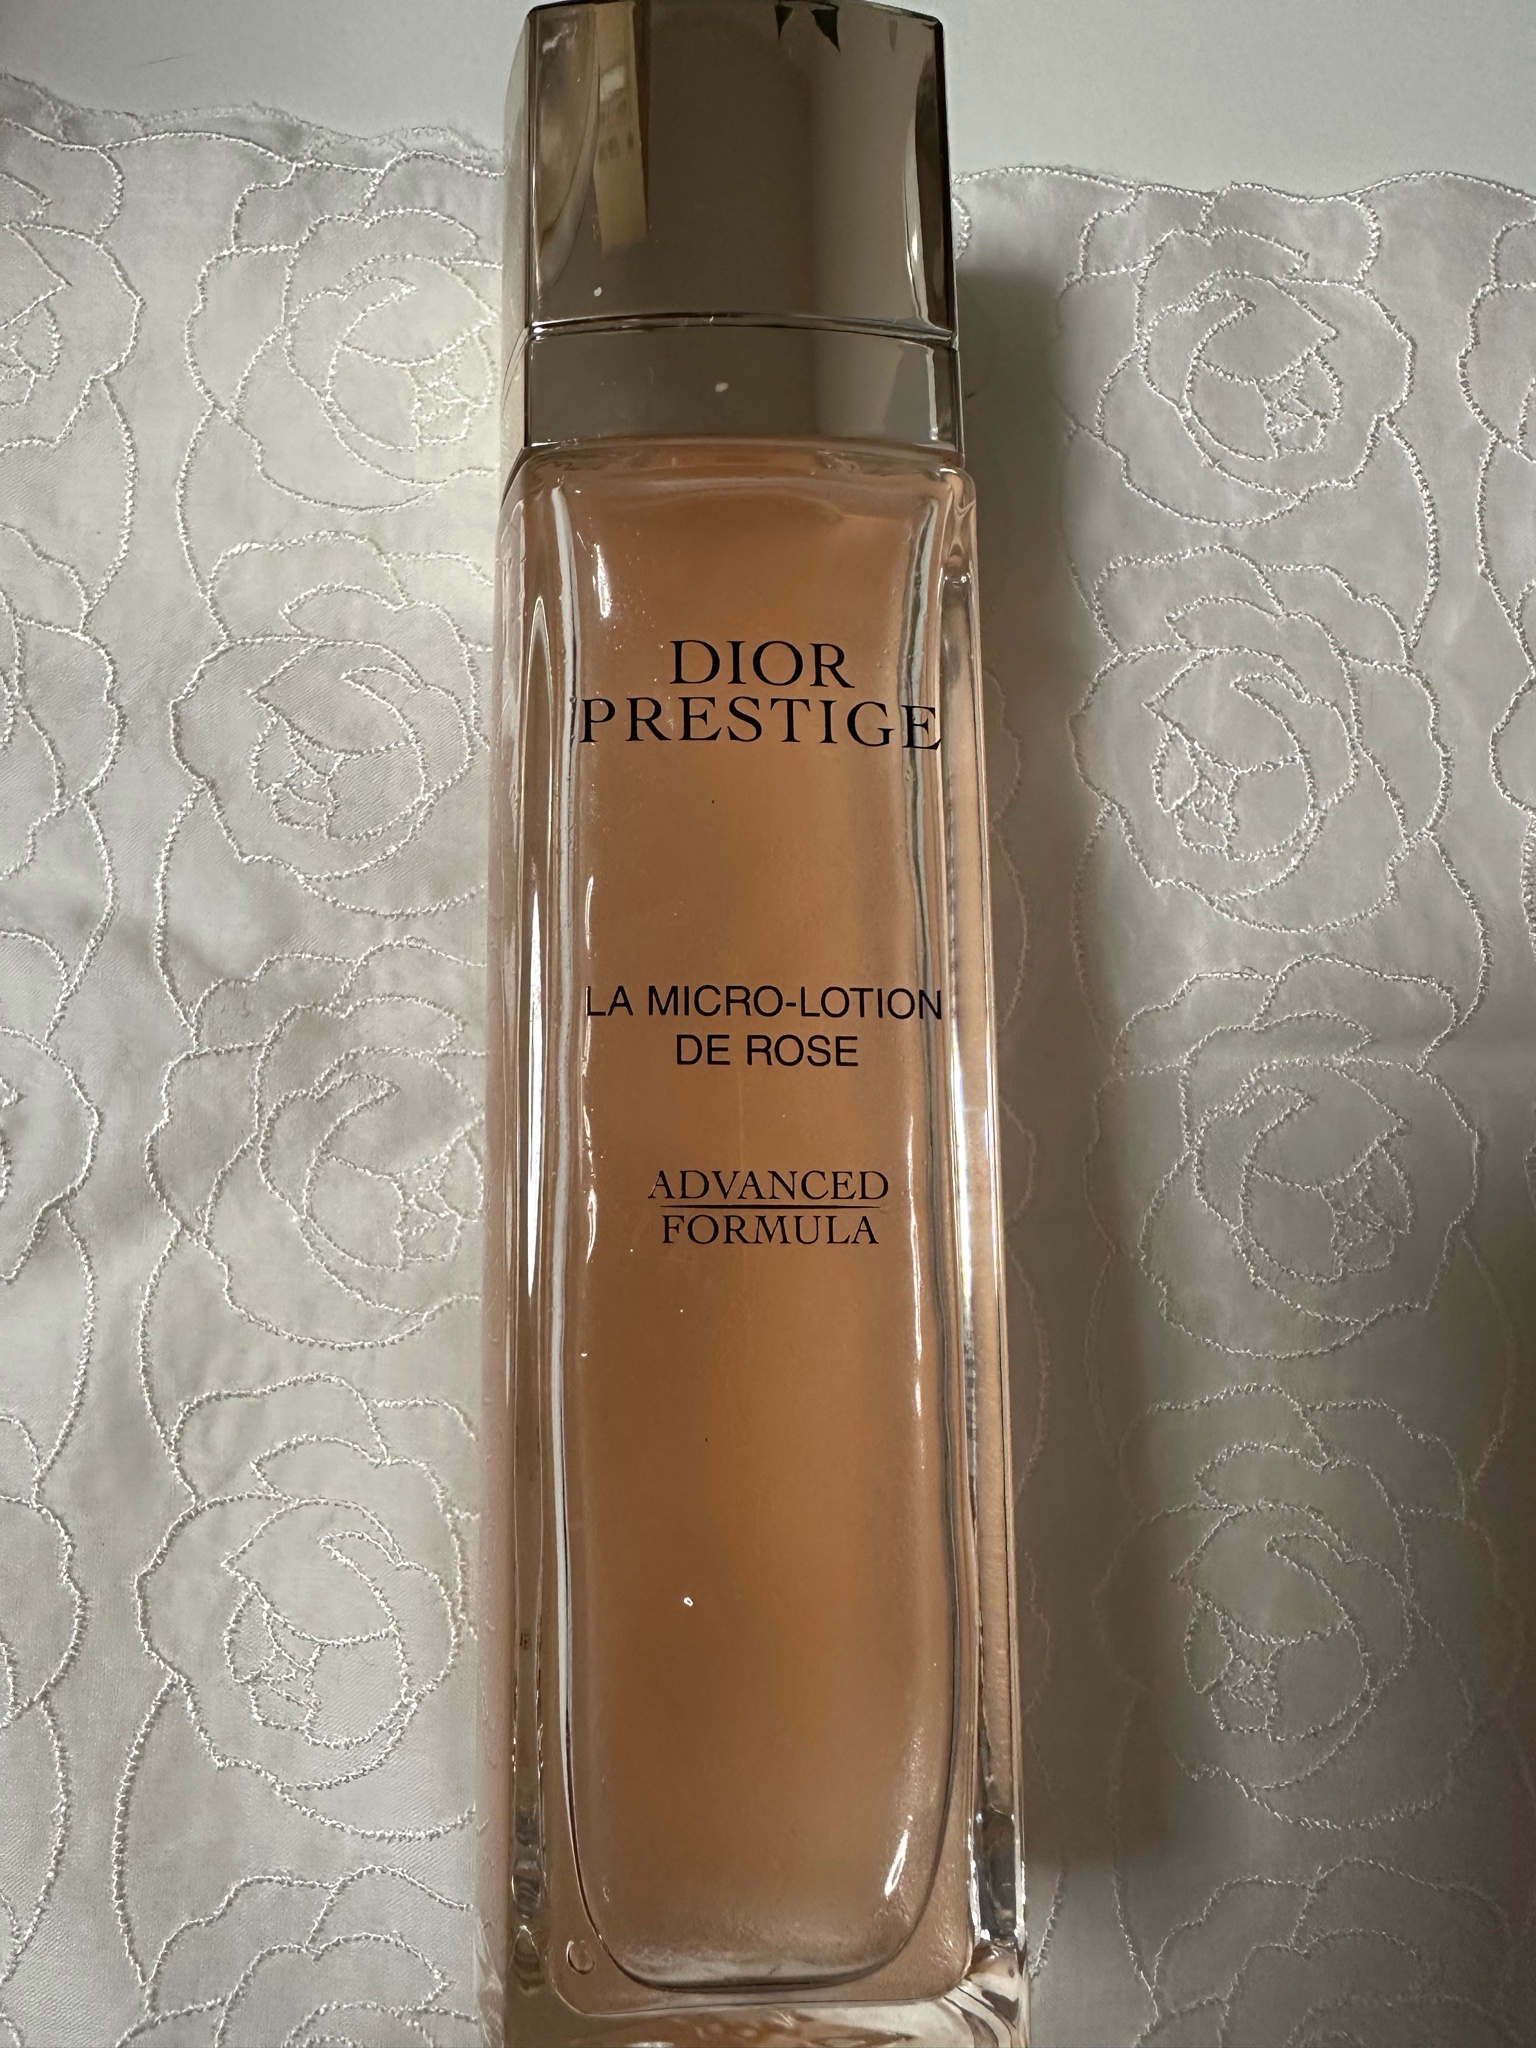 DIOR
PRESTIGE
LA MICRO-LOTION
DE ROSE
ADVANCED
FORMULA